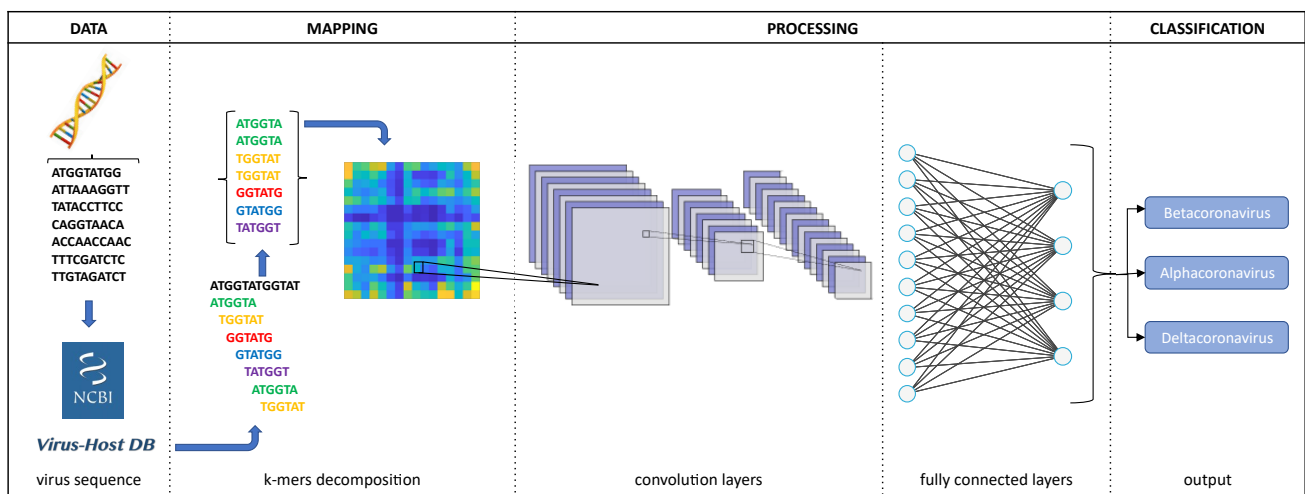 DATA
MAPPING
PROCESSING
CLASSIFICATION
ATGGTATGG
ATTAAAGGTT
TATACCTTCC
CAGGTAACA
ACCAACCAAC
TTTCGATCTC
TTGTAGATCT
NCBI
Virus-Host DB
virus sequence
ATGGTA
ATGGTA
TGGTAT
TGGTAT
GGTATG
GTATGG
TATGGT
ATGGTATGGTAT
ATGGTA
TGGTAT
GGTATG
GTATGG
TATGGT
ATGGTA
TGGTAT
k-mers decomposition
convolution layers
fully connected layers
Betacoronavirus
Alphacoronavirus
Deltacoronavirus
output